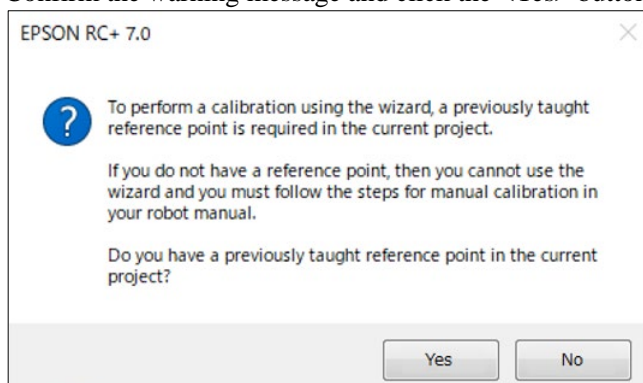 EPSON RC+ 7.0
To perform a calibration using the wizard, a previously taught
reference point is required in the current project.
If you do not have a reference point, then you cannot use the
wizard and you must follow the steps for manual calibration in
your robot manual.
Do you have a previously taught reference point in the current
project?
Yes No